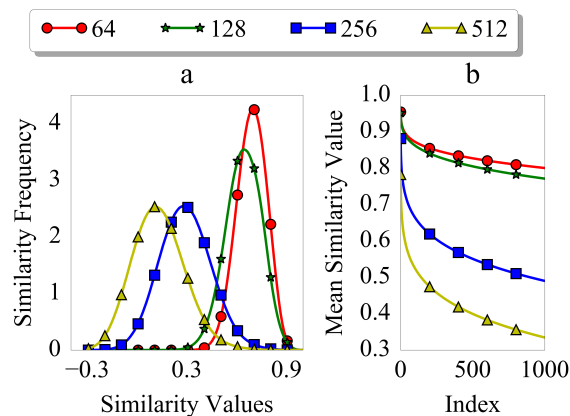 64 128 256 512
a
b
Similarity Frequency
4
3
2
1
0
−0.3 0.3 0.9
Similarity Values
Mean Similarity Value
1.0
0.9
0.8
0.7
0.6
0.5
0.4
0.3
0 500 1000
Index